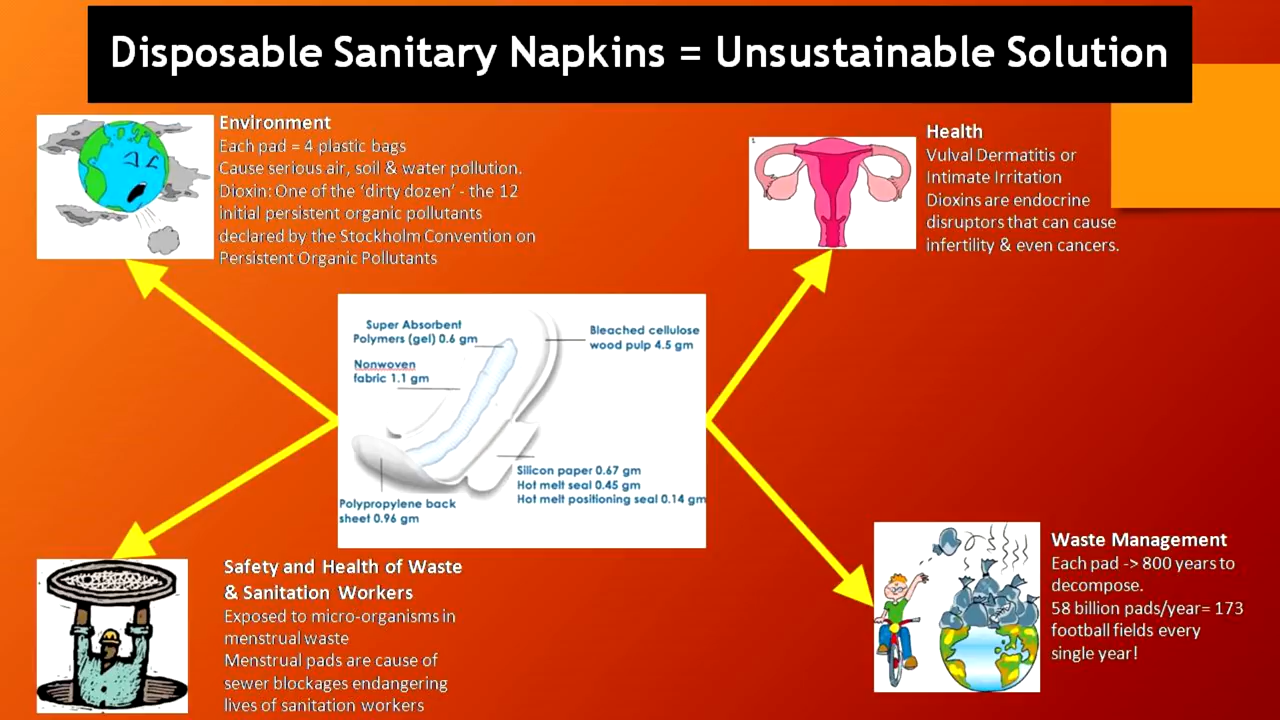 Disposable Sanitary Napkins = Unsustainable Solution
Environment
Each pad = 4 plastic bags
Cause serious air, soil & water pollution.
Dioxin: One of the ‘dirty dozen’ - the 12
initial persistent organic pollutants
declared by the Stockholm Convention on
Persistent Organic Pollutants
1
Health
Vulval Dermatitis or
Intimate Irritation
Dioxins are endocrine
disruptors that can cause
infertility & even cancers.
Super Absorbent
Polymers (gel) 0.6 gm
Nonwoven
fabric 1.1 gm
Bleached cellulose
wood pulp 4.5 gm
Silicon paper 0.67 gm
Hot melt seal 0.45 gm
Hot melt positioning seal 0.14 gm
Polypropylene back
sheet 0.96 gm
Safety and Health of Waste
& Sanitation Workers
Exposed to micro-organisms in
menstrual waste
Menstrual pads are cause of
sewer blockages endangering
lives of sanitation workers
Waste Management
Each pad -> 800 years to
decompose.
58 billion pads/year= 173
football fields every
single year!